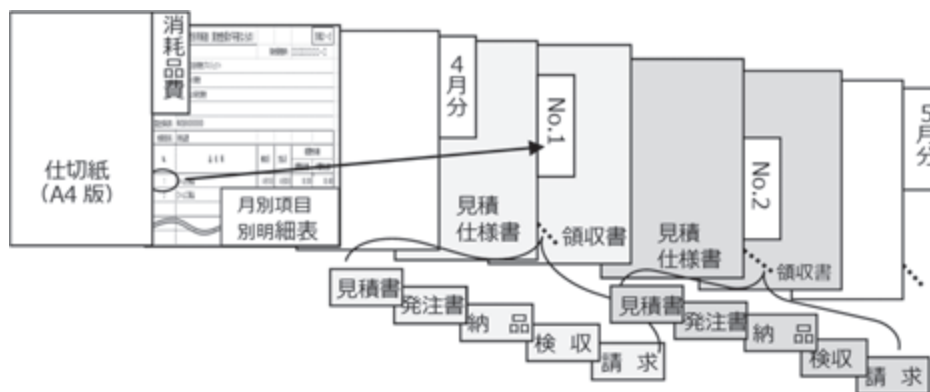 仕切紙
（A4 版）
消耗品費
月別項目
別明細表
4月分
見積
仕様書
No.1
領収書
見積
仕様書
No.2
領収書
5月分
見積書
発注書
納　品
検　収
請　求
見積書
発注書
納　品
検収
請　求